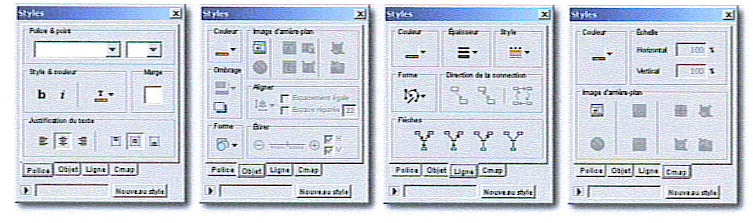 Styles
Police & point
Style & couleur
Marge
b i
Justification du texte
Police Objet Ligne Cmap
Nouveau style
Styles
Couleur
Image d'arrière-plan
Ombrage
Aligner
Espacement égale
Espace réparée
Forme
Étirer
H
V
Police Objet Ligne Cmap
Nouveau style
Styles
Couleur
Épaisseur
Style
Forme
Direction de la connection
Flèches
Police Objet Ligne Cmap
Nouveau style
Styles
Couleur
Échelle
Horizontal 100 %
Vertical 100 %
Image d'arrière-plan
Police Objet Ligne Cmap
Nouveau style